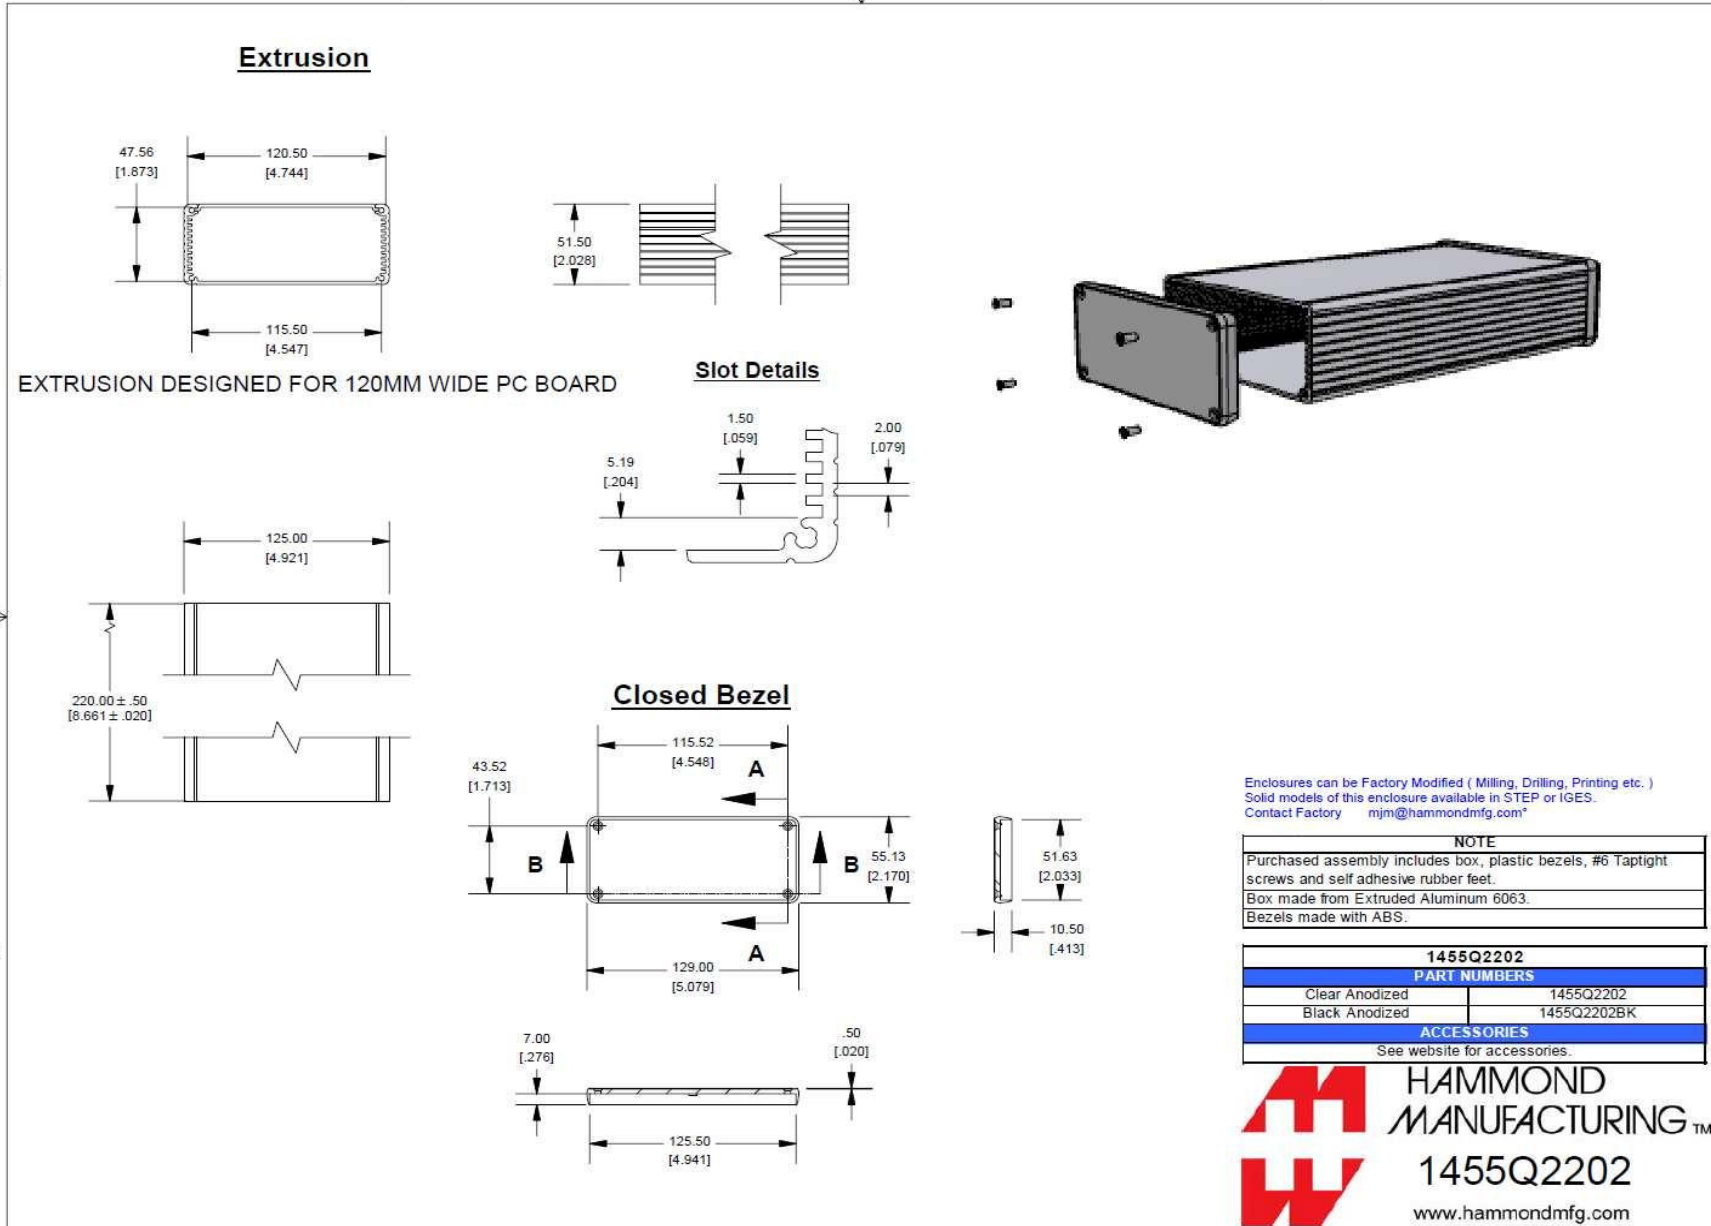 Extrusion
47.56
[1.873]
120.50
[4.744]
51.50
[2.028]
115.50
[4.547]
EXTRUSION DESIGNED FOR 120MM WIDE PC BOARD
Slot Details
1.50
[.059]
2.00
[.079]
5.19
[.204]
125.00
[4.921]
220.00 ± .50
[8.661 ± .020]
Closed Bezel
115.52
[4.548]
A
43.52
[1.713]
B
B
55.13
[2.170]
51.63
[2.033]
10.50
[.413]
A
129.00
[5.079]
7.00
[.276]
.50
[.020]
125.50
[4.941]
Enclosures can be Factory Modified ( Milling, Drilling, Printing etc. )
Solid models of this enclosure available in STEP or IGES.
Contact Factory mjm@hammondmfg.com"
NOTE
Purchased assembly includes box, plastic bezels, #6 Taptight
screws and self adhesive rubber feet.
Box made from Extruded Aluminum 6063.
Bezels made with ABS.
1455Q2202
PART NUMBERS
Clear Anodized 1455Q2202
Black Anodized 1455Q2202BK
ACCESSORIES
See website for accessories.
HAMMOND
MANUFACTURING TM
1455Q2202
www.hammondmfg.com